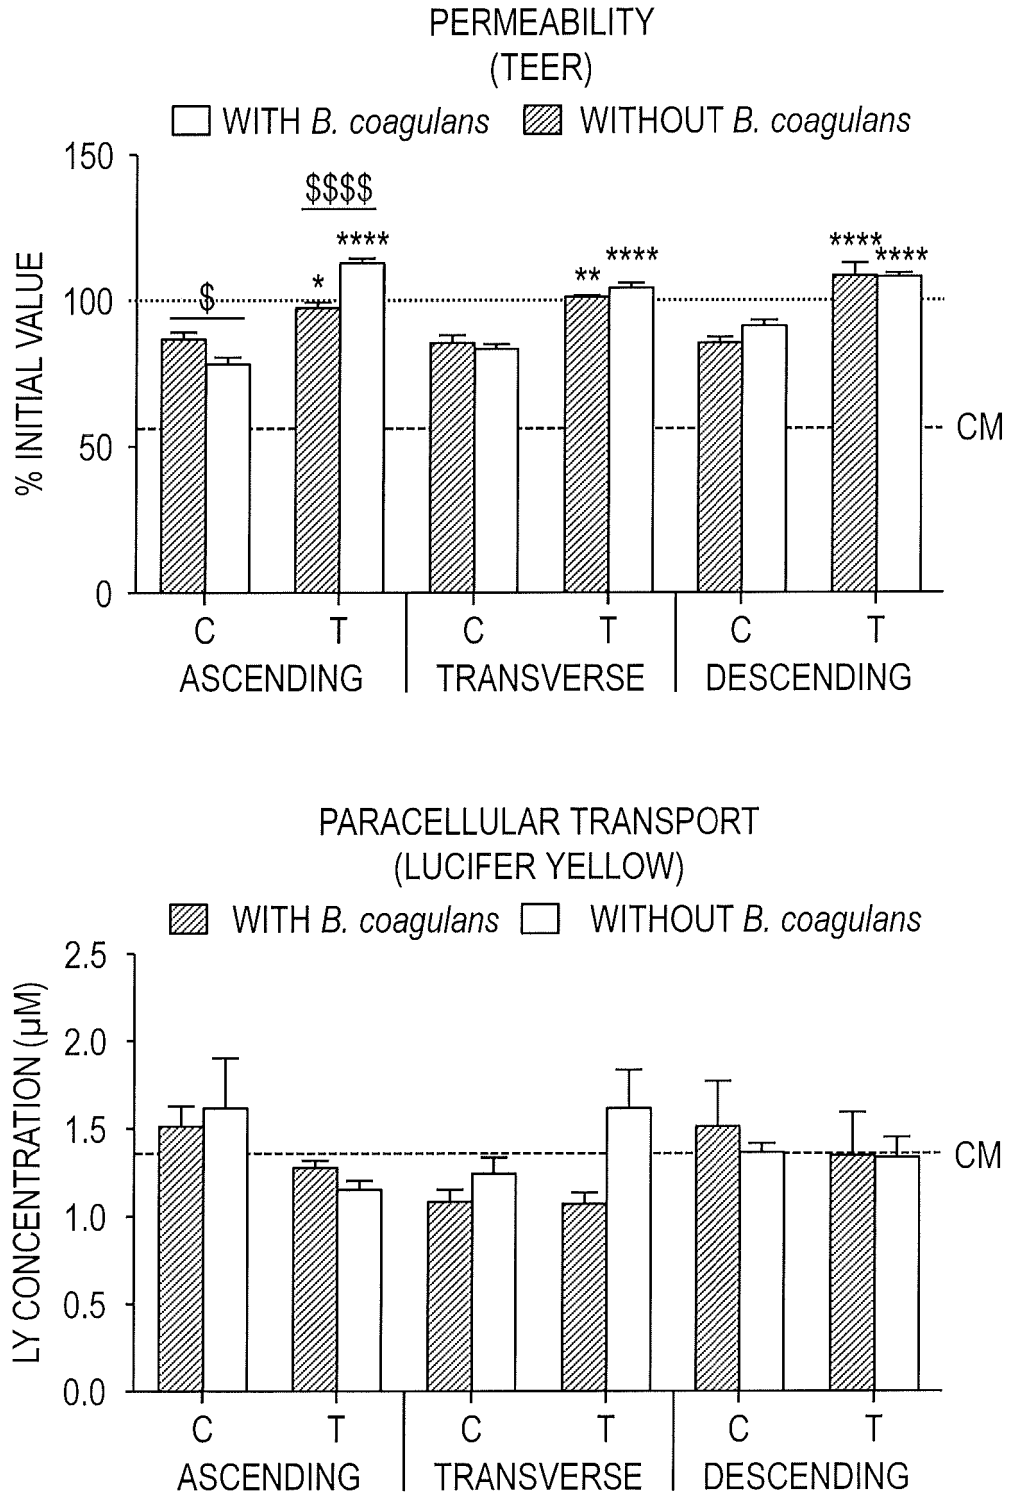 PERMEABILITY
(TEER)
WITH B. coagulans WITHOUT B. coagulans
150
$$$$
****
****
****
****
**
*
$
100
CM
50
0
% INITIAL VALUE
C T C T C T
ASCENDING TRANSVERSE DESCENDING
PARACELLULAR TRANSPORT
(LUCIFER YELLOW)
WITH B. coagulans WITHOUT B. coagulans
2.5
2.0
1.5
CM
1.0
0.5
0.0
LY CONCENTRATION (µM)
C T C T C T
ASCENDING TRANSVERSE DESCENDING